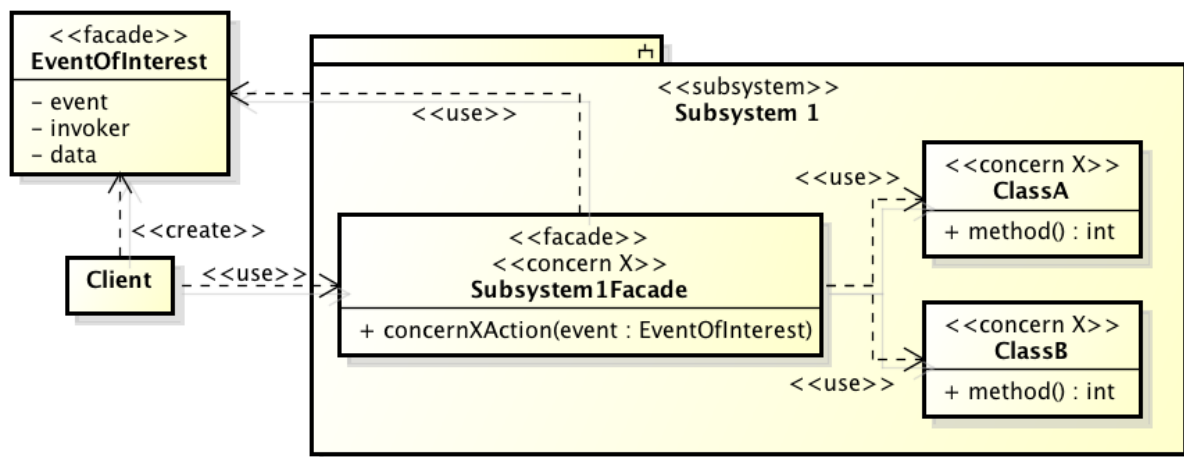 <<facade>>
EventOfInterest
- event
- invoker
- data
<<create>>
Client
<<use>>
<<use>>
<<subsystem>>
Subsystem 1
<<facade>>
<<concern X>>
Subsystem1Facade
+ concernXAction(event : EventOfInterest)
<<use>>
<<concern X>>
ClassA
+ method() : int
<<concern X>>
ClassB
+ method() : int
<<use>>